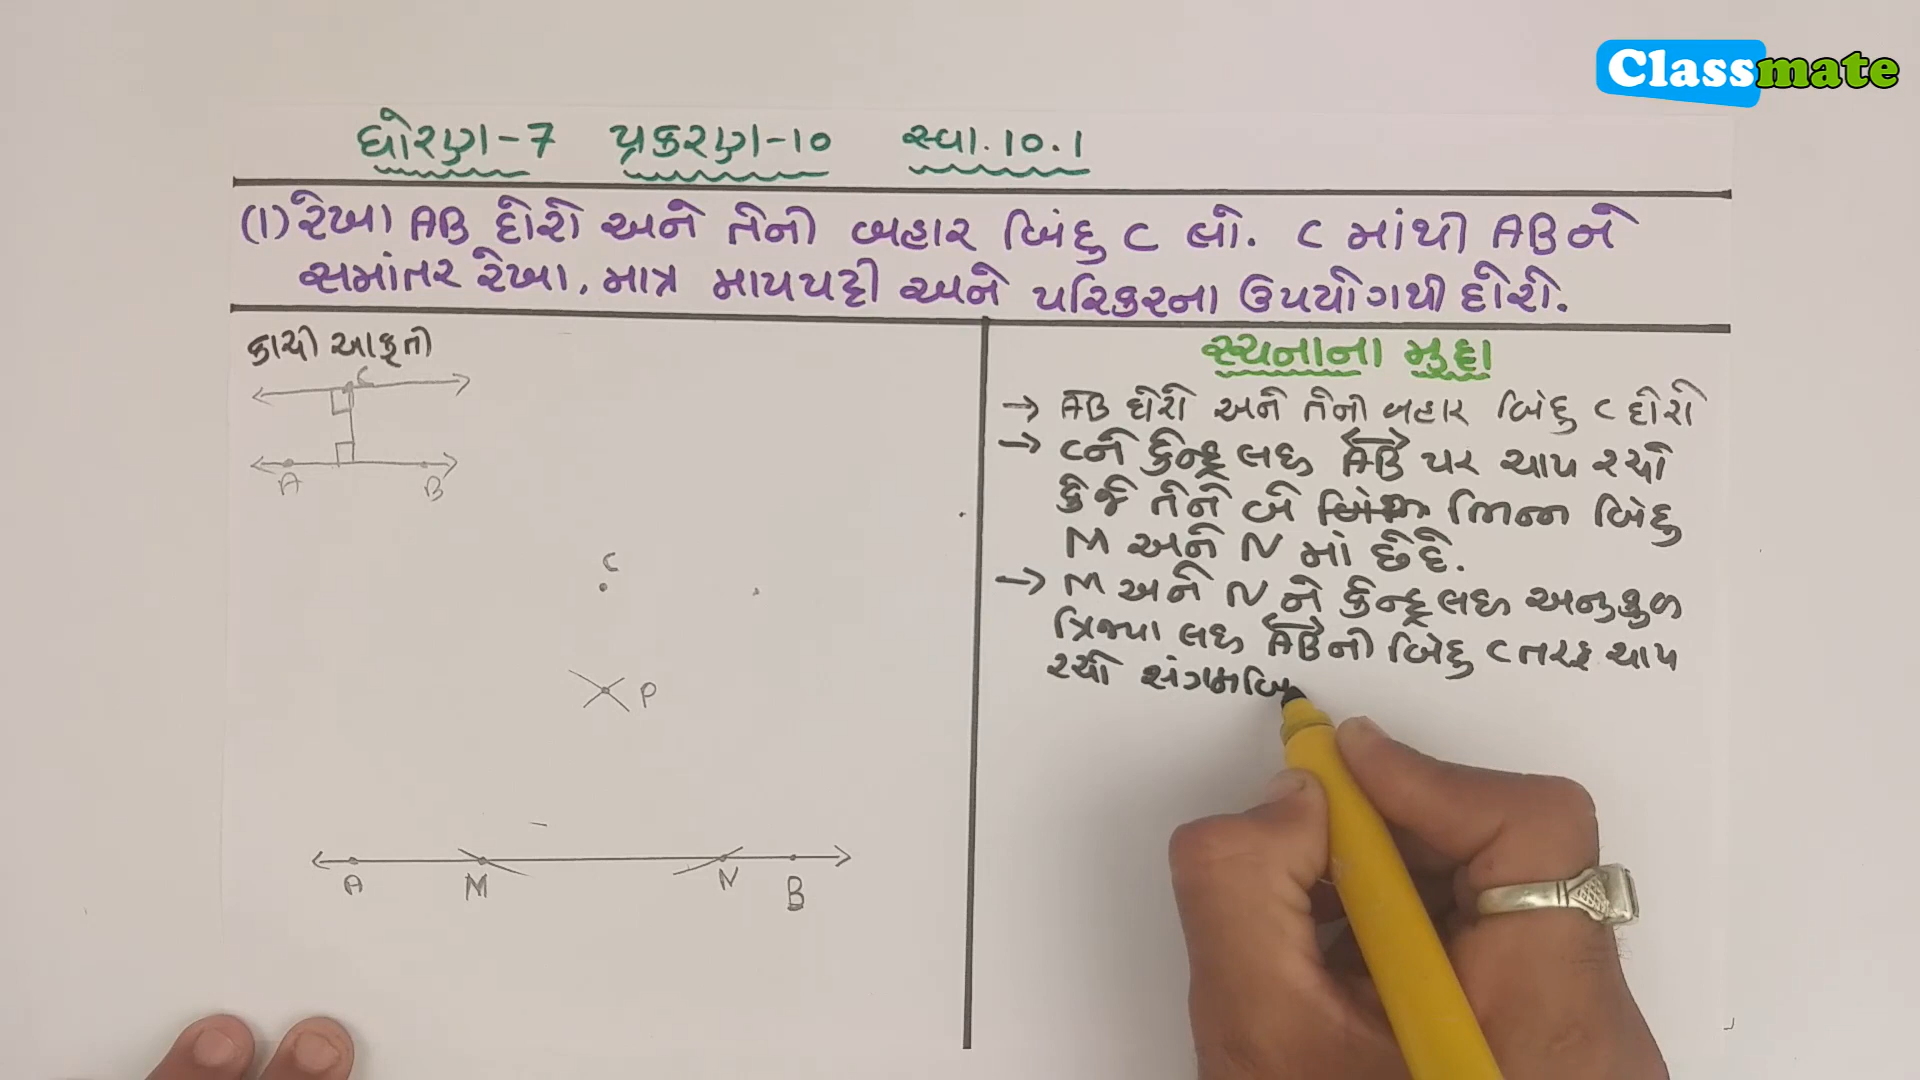 Classmate
ધોરણ-7 પ્રકરણ-10 સ્વા.10.1
(1) રેખા AB દોરો અને તેની બહાર બિંદુ C લો. C માંથી AB ને
સમાંતર રેખા, માત્ર માપપટ્ટી અને પરિકરના ઉપયોગથી દોરો.
કાચી આકૃતી
C
A B
C
P
A M N B
રચનાના મુદ્દા
→ AB દોરો અને તેની બહાર બિંદુ C દોરો
→ C ને કેન્દ્ર લઇ AB પર ચાપ રચો
કે જે તેને બે ભિન્ન બિંદુ
M અને N માં છેદે.
→ M અને N ને કેન્દ્ર લઇ અનુકુળ
ત્રિજ્યા લઇ AB ની બિંદુ C તરફ ચાપ
રચો સંગમબિ